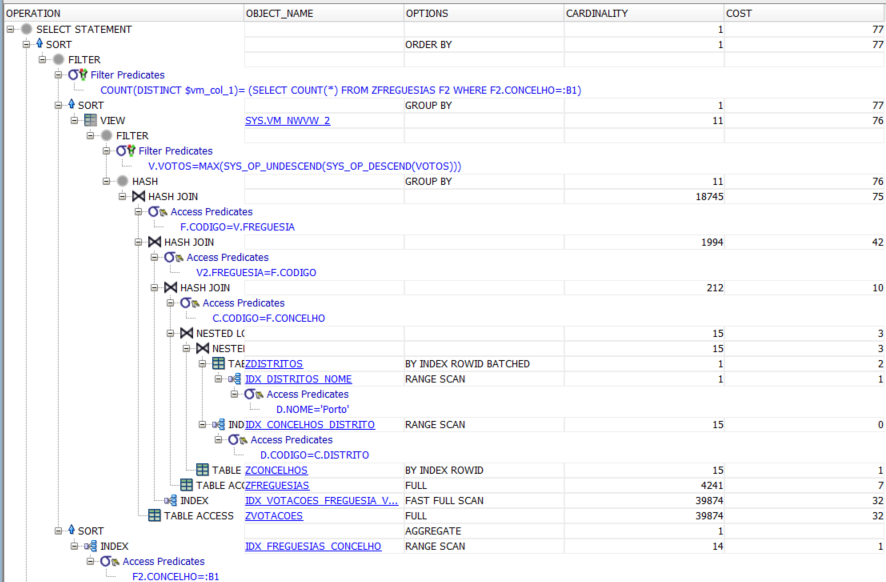 OPERATION OBJECT_NAME OPTIONS CARDINALITY COST
SELECT STATEMENT 1 77
SORT ORDER BY 1 77
FILTER
Filter Predicates
COUNT(DISTINCT $vm_col_1)= (SELECT COUNT(*) FROM ZFREGUESIAS F2 WHERE F2.CONCELHO=:B1)
SORT GROUP BY 1 77
VIEW SYS.VM_NWVW_2 11 76
FILTER
Filter Predicates
V.VOTOS=MAX(SYS_OP_UNDESCEND(SYS_OP_DESCEND(VOTOS)))
HASH GROUP BY 11 76
HASH JOIN 18745 75
Access Predicates
F.CODIGO=V.FREGUESIA
HASH JOIN 1994 42
Access Predicates
V2.FREGUESIA=F.CODIGO
HASH JOIN 212 10
Access Predicates
C.CODIGO=F.CONCELHO
NESTED LO 15 3
NESTE 15 3
TAB ZDISTRITOS BY INDEX ROWID BATCHED 1 2
IDX_DISTRITOS_NOME RANGE SCAN 1 1
Access Predicates
D.NOME='Porto'
IND IDX_CONCELHOS_DISTRITO RANGE SCAN 15 0
Access Predicates
D.CODIGO=C.DISTRITO
TABLE ZCONCELHOS BY INDEX ROWID 15 1
TABLE ACC ZFREGUESIAS FULL 4241 7
INDEX IDX_VOTACOES_FREGUESIA_V... FAST FULL SCAN 39874 32
TABLE ACCESS ZVOTACOES FULL 39874 32
SORT AGGREGATE 1
INDEX IDX_FREGUESIAS_CONCELHO RANGE SCAN 14 1
Access Predicates
F2.CONCELHO=:B1